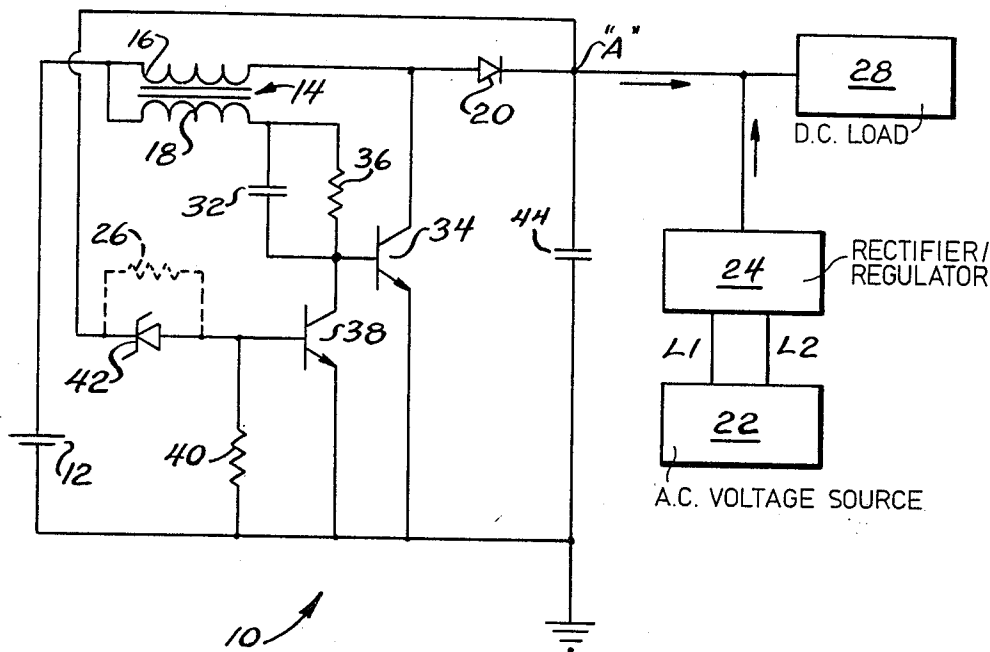 16
"A"
28
14
20
D.C. LOAD
18
36
32
34
44
26
24
RECTIFIER/
REGULATOR
38
L1
L2
42
22
40
12
A.C. VOLTAGE SOURCE
10